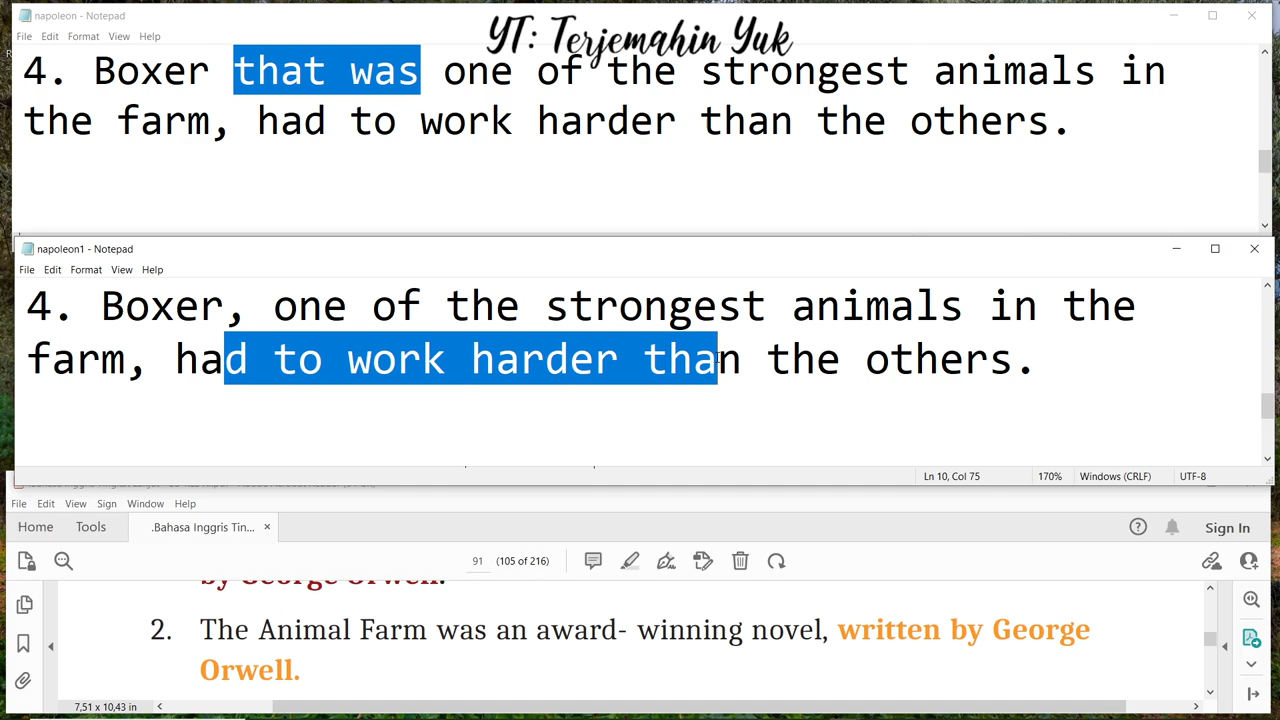 napoleon - Notepad
YT: Terjemahin Yuk
File Edit Format View Help
4. Boxer that was one of the strongest animals in
the farm, had to work harder than the others.
napoleon1 - Notepad
File Edit Format View Help
4. Boxer, one of the strongest animals in the
farm, had to work harder than the others.
Ln 10, Col 75 170% Windows (CRLF) UTF-8
File Edit View Sign Window Help
Home Tools .Bahasa Inggris Tin... × Sign In
91 (105 of 216)
by George Orwell.
2. The Animal Farm was an award- winning novel, written by George
Orwell.
7,51 x 10,43 in